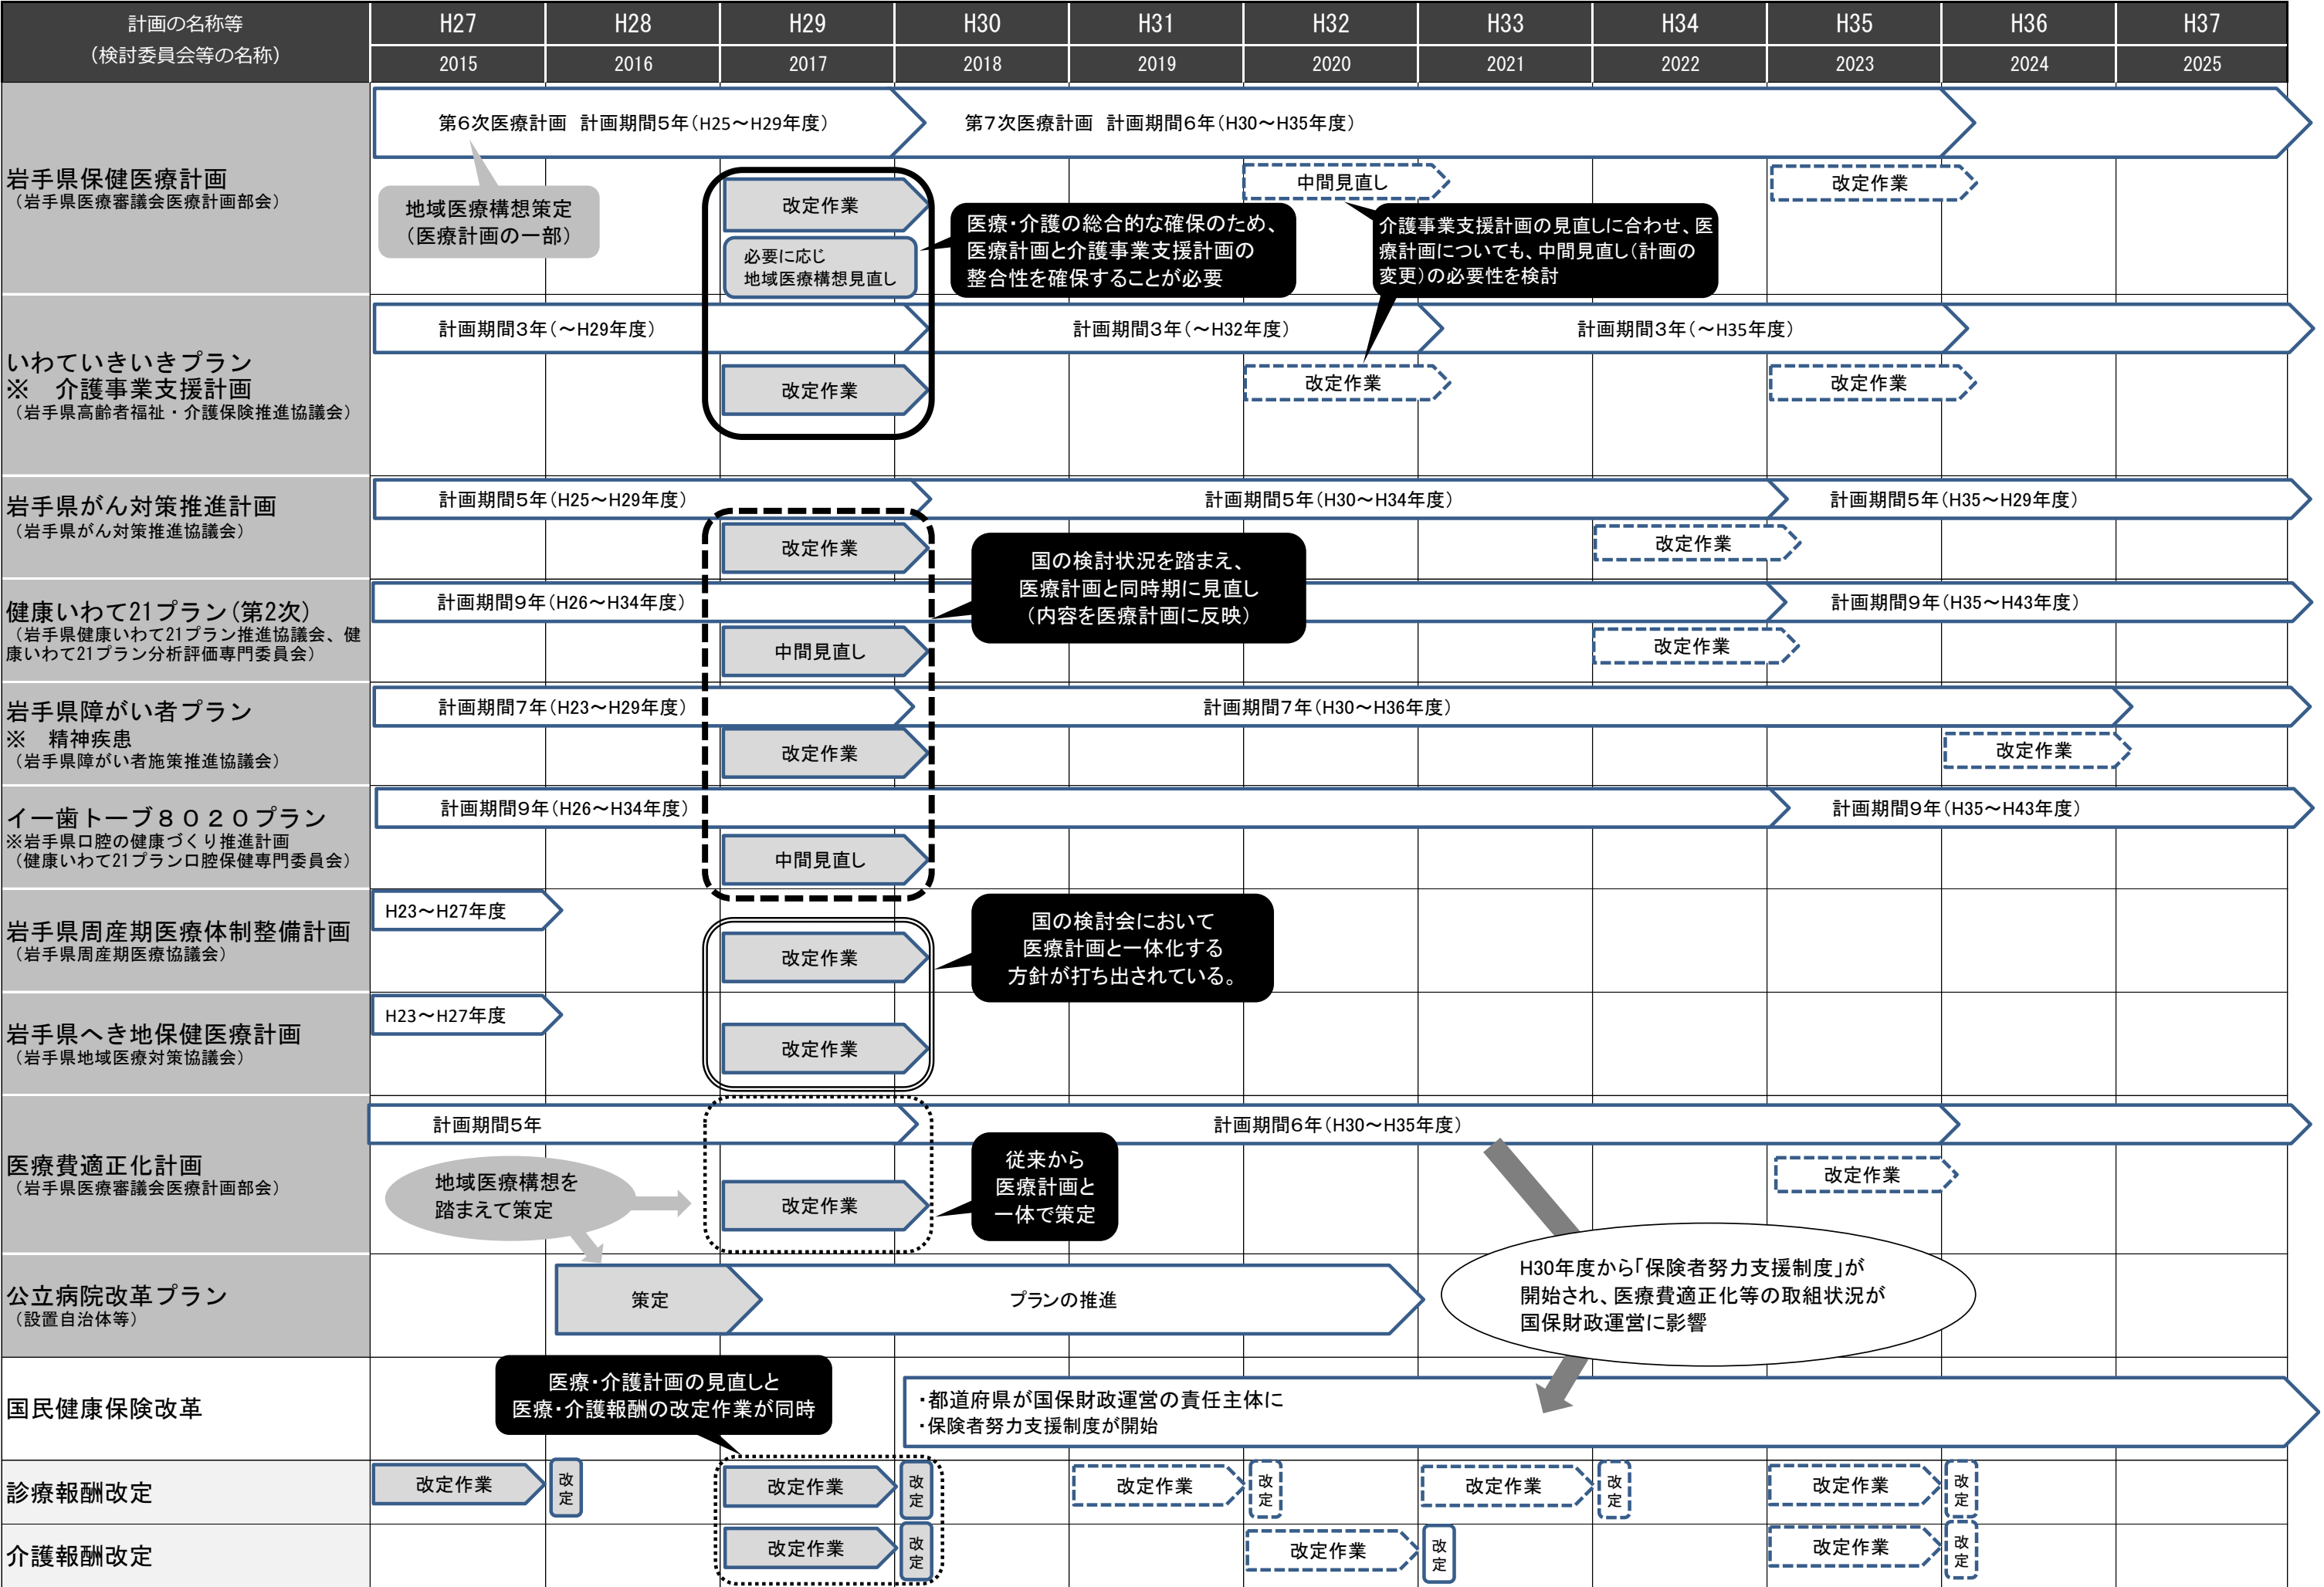 計画の名称等
（検討委員会等の名称）
H27 H28 H29 H30 H31 H32 H33 H34 H35 H36 H37
2015 2016 2017 2018 2019 2020 2021 2022 2023 2024 2025
岩手県保健医療計画
（岩手県医療審議会医療計画部会）
第６次医療計画　計画期間５年（H25～H29年度）
第７次医療計画　計画期間６年（H30～H35年度）
地域医療構想策定
（医療計画の一部）
改定作業
必要に応じ
地域医療構想見直し
医療・介護の総合的な確保のため、
医療計画と介護事業支援計画の
整合性を確保することが必要
中間見直し
介護事業支援計画の見直しに合わせ、医
療計画についても、中間見直し（計画の
変更）の必要性を検討
改定作業
いわていきいきプラン
※　介護事業支援計画
（岩手県高齢者福祉・介護保険推進協議会）
計画期間３年（～H29年度）
計画期間３年（～H32年度）
計画期間３年（～H35年度）
改定作業
改定作業
改定作業
岩手県がん対策推進計画
（岩手県がん対策推進協議会）
計画期間５年（H25～H29年度）
計画期間５年（H30～H34年度）
計画期間５年（H35～H29年度）
改定作業
改定作業
国の検討状況を踏まえ、
医療計画と同時期に見直し
（内容を医療計画に反映）
健康いわて21プラン(第2次)
（岩手県健康いわて21プラン推進協議会、健
康いわて21プラン分析評価専門委員会）
計画期間９年（H26～H34年度）
計画期間９年（H35～H43年度）
中間見直し
改定作業
岩手県障がい者プラン
※　精神疾患
（岩手県障がい者施策推進協議会）
計画期間７年（H23～H29年度）
計画期間７年（H30～H36年度）
改定作業
改定作業
イー歯トーブ８０２０プラン
※岩手県口腔の健康づくり推進計画
（健康いわて21プラン口腔保健専門委員会）
計画期間９年（H26～H34年度）
計画期間９年（H35～H43年度）
中間見直し
岩手県周産期医療体制整備計画
（岩手県周産期医療協議会）
H23～H27年度
改定作業
国の検討会において
医療計画と一体化する
方針が打ち出されている。
岩手県へき地保健医療計画
（岩手県地域医療対策協議会）
H23～H27年度
改定作業
医療費適正化計画
（岩手県医療審議会医療計画部会）
計画期間５年
計画期間６年（H30～H35年度）
地域医療構想を
踏まえて策定
改定作業
従来から
医療計画と
一体で策定
改定作業
公立病院改革プラン
（設置自治体等）
策定
プランの推進
H30年度から「保険者努力支援制度」が
開始され、医療費適正化等の取組状況が
国保財政運営に影響
国民健康保険改革
医療・介護計画の見直しと
医療・介護報酬の改定作業が同時
・都道府県が国保財政運営の責任主体に
・保険者努力支援制度が開始
診療報酬改定
改定作業
改定
改定作業
改定
改定作業
改定
改定作業
改定
改定作業
改定
介護報酬改定
改定作業
改定
改定作業
改定
改定作業
改定